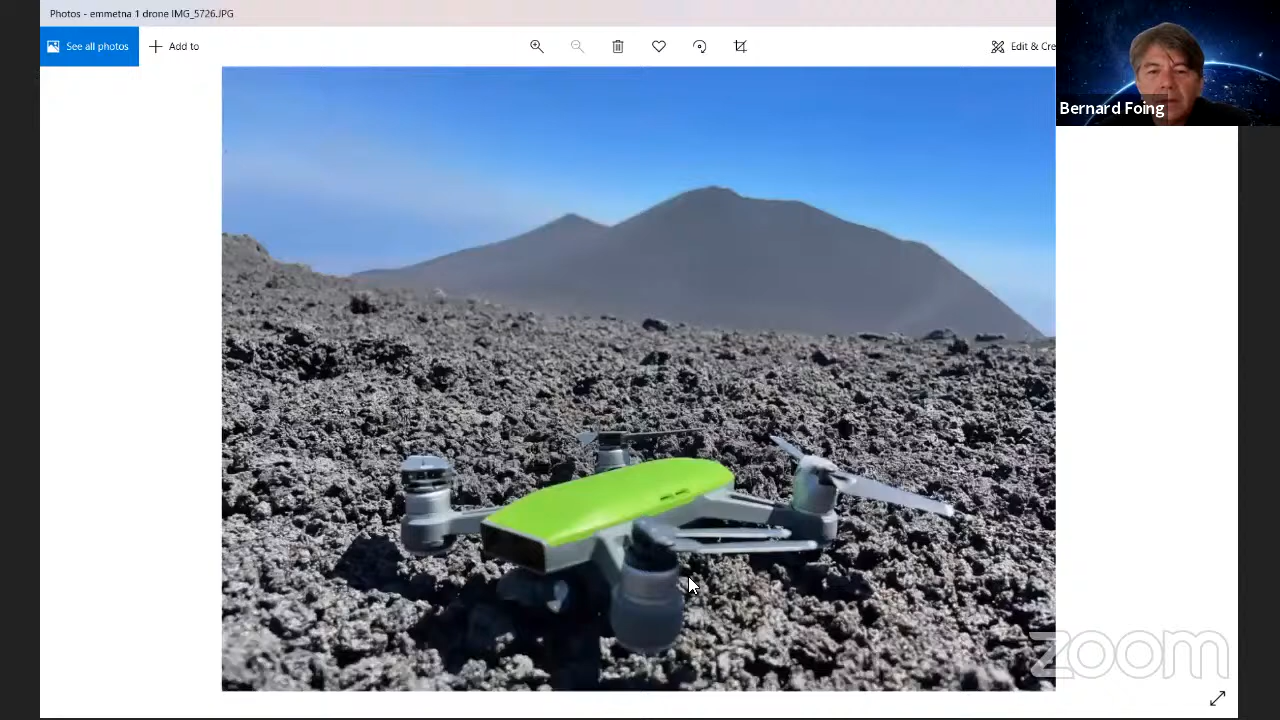 Photos - emmetna 1 drone IMG_5726.JPG
See all photos
Add to
Edit & Cre
Bernard Foing
zoom